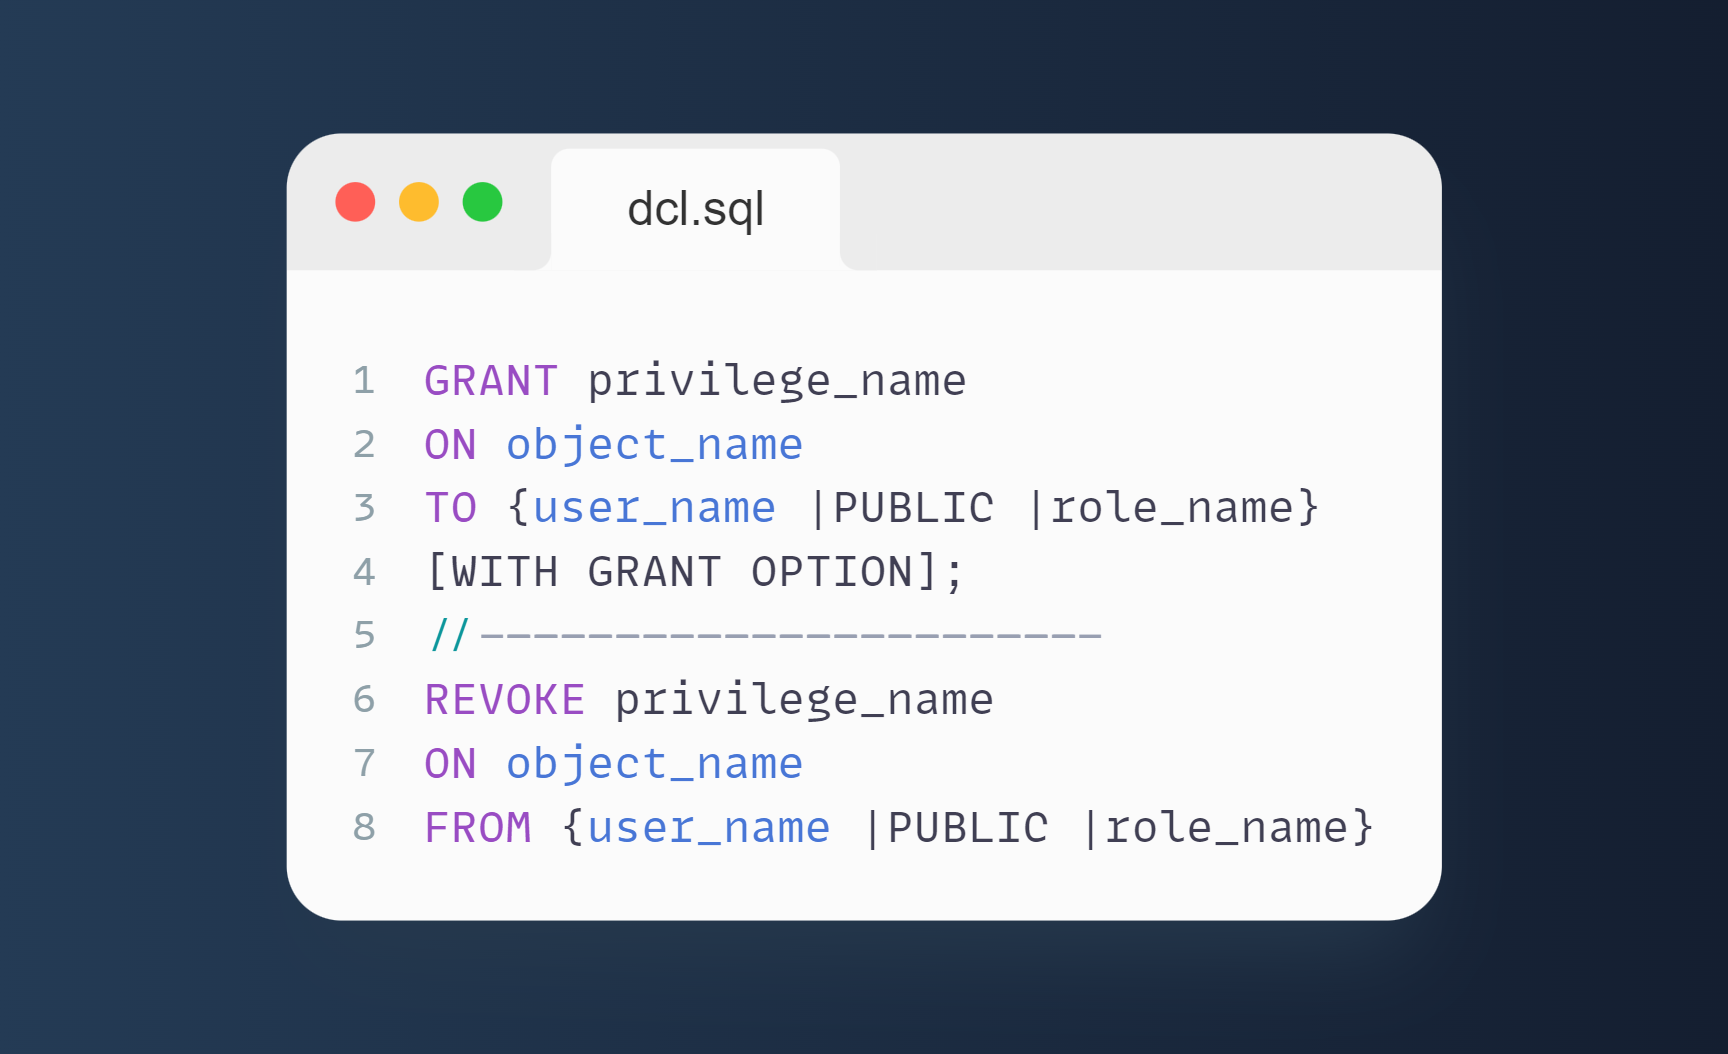 dcl.sql
1 GRANT privilege_name
2 ON object_name
3 TO {user_name |PUBLIC |role_name}
4 [WITH GRANT OPTION];
5 //-----------------------
6 REVOKE privilege_name
7 ON object_name
8 FROM {user_name |PUBLIC |role_name}